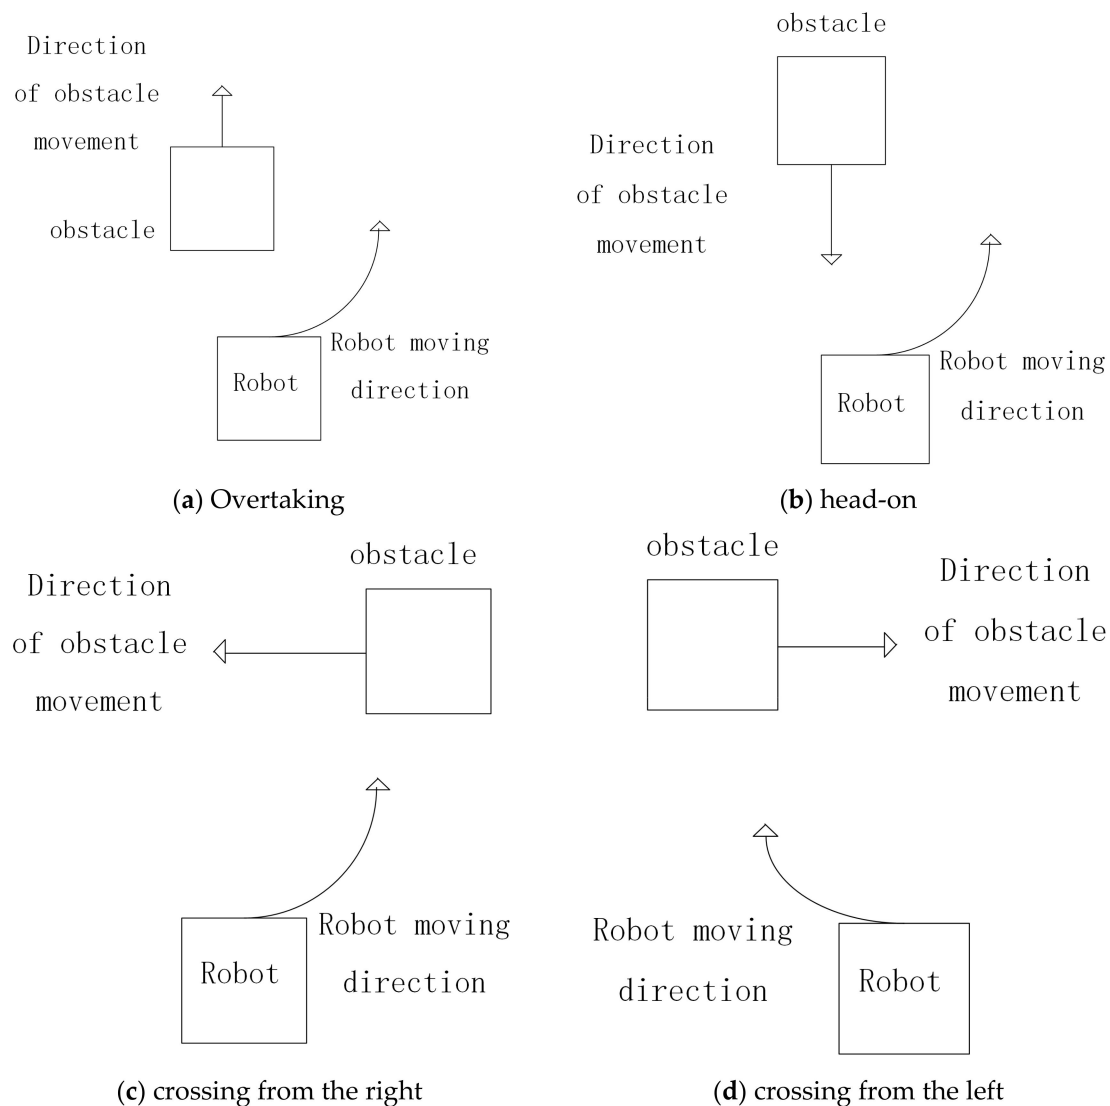 Direction
of obstacle
movement
obstacle
Robot
Robot moving
direction
(a) Overtaking
obstacle
Direction
of obstacle
movement
Robot
Robot moving
direction
(b) head-on
obstacle
Direction
of obstacle
movement
Robot
Robot moving
direction
(c) crossing from the right
obstacle
Direction
of obstacle
movement
Robot moving
direction
Robot
(d) crossing from the left